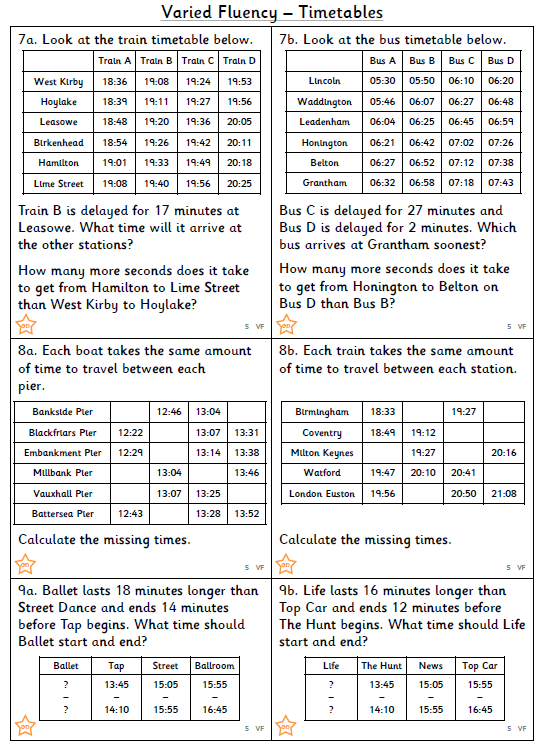 Varied Fluency – Timetables
7a. Look at the train timetable below.
Train A Train B Train C Train D
West Kirby 18:36 19:08 19:24 19:53
Hoylake 18:39 19:11 19:27 19:56
Leasowe 18:48 19:20 19:36 20:05
Birkenhead 18:54 19:26 19:42 20:11
Hamilton 19:01 19:33 19:49 20:18
Lime Street 19:08 19:40 19:56 20:25
Train B is delayed for 17 minutes at
Leasowe. What time will it arrive at
the other stations?
How many more seconds does it take
to get from Hamilton to Lime Street
than West Kirby to Hoylake?
GD
S VF
7b. Look at the bus timetable below.
Bus A Bus B Bus C Bus D
Lincoln 05:30 05:50 06:10 06:20
Waddington 05:46 06:07 06:27 06:48
Leadenham 06:04 06:25 06:45 06:59
Honington 06:21 06:42 07:02 07:26
Belton 06:27 06:52 07:12 07:38
Grantham 06:32 06:58 07:18 07:43
Bus C is delayed for 27 minutes and
Bus D is delayed for 2 minutes. Which
bus arrives at Grantham soonest?
How many more seconds does it take
to get from Honington to Belton on
Bus D than Bus B?
GD
S VF
8a. Each boat takes the same amount
of time to travel between each
pier.
Bankside Pier 12:46 13:04
Blackfriars Pier 12:22 13:07 13:31
Embankment Pier 12:29 13:14 13:38
Millbank Pier 13:04 13:46
Vauxhall Pier 13:07 13:25
Battersea Pier 12:43 13:28 13:52
Calculate the missing times.
GD
S VF
8b. Each train takes the same amount
of time to travel between each station.
Birmingham 18:33 19:27
Coventry 18:49 19:12
Milton Keynes 19:27 20:16
Watford 19:47 20:10 20:41
London Euston 19:56 20:50 21:08
Calculate the missing times.
GD
S VF
9a. Ballet lasts 18 minutes longer than
Street Dance and ends 14 minutes
before Tap begins. What time should
Ballet start and end?
Ballet Tap Street Ballroom
? 13:45 15:05 15:55
– – – –
? 14:10 15:55 16:45
GD
S VF
9b. Life lasts 16 minutes longer than
Top Car and ends 12 minutes before
The Hunt begins. What time should Life
start and end?
Life The Hunt News Top Car
? 13:45 15:05 15:55
– – – –
? 14:10 15:55 16:45
GD
S VF